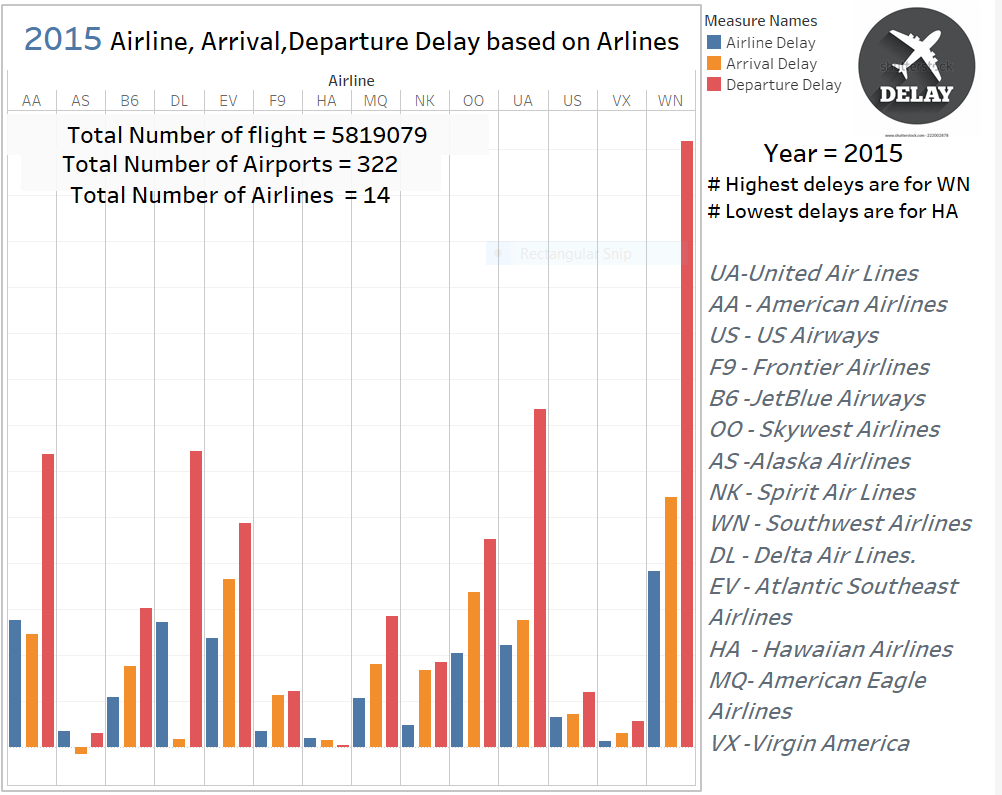 2015 Airline, Arrival,Departure Delay based on Arlines
Airline
AA AS B6 DL EV F9 HA MQ NK OO UA US VX WN
Total Number of flight = 5819079
Total Number of Airports = 322
Total Number of Airlines = 14
Rectangular Snip
Measure Names
Airline Delay
Arrival Delay
Departure Delay
shutterstock
DELAY
Year = 2015
# Highest deleys are for WN
# Lowest delays are for HA
UA-United Air Lines
AA - American Airlines
US - US Airways
F9 - Frontier Airlines
B6 -JetBlue Airways
OO - Skywest Airlines
AS -Alaska Airlines
NK - Spirit Air Lines
WN - Southwest Airlines
DL - Delta Air Lines.
EV - Atlantic Southeast
Airlines
HA - Hawaiian Airlines
MQ- American Eagle
Airlines
VX -Virgin America